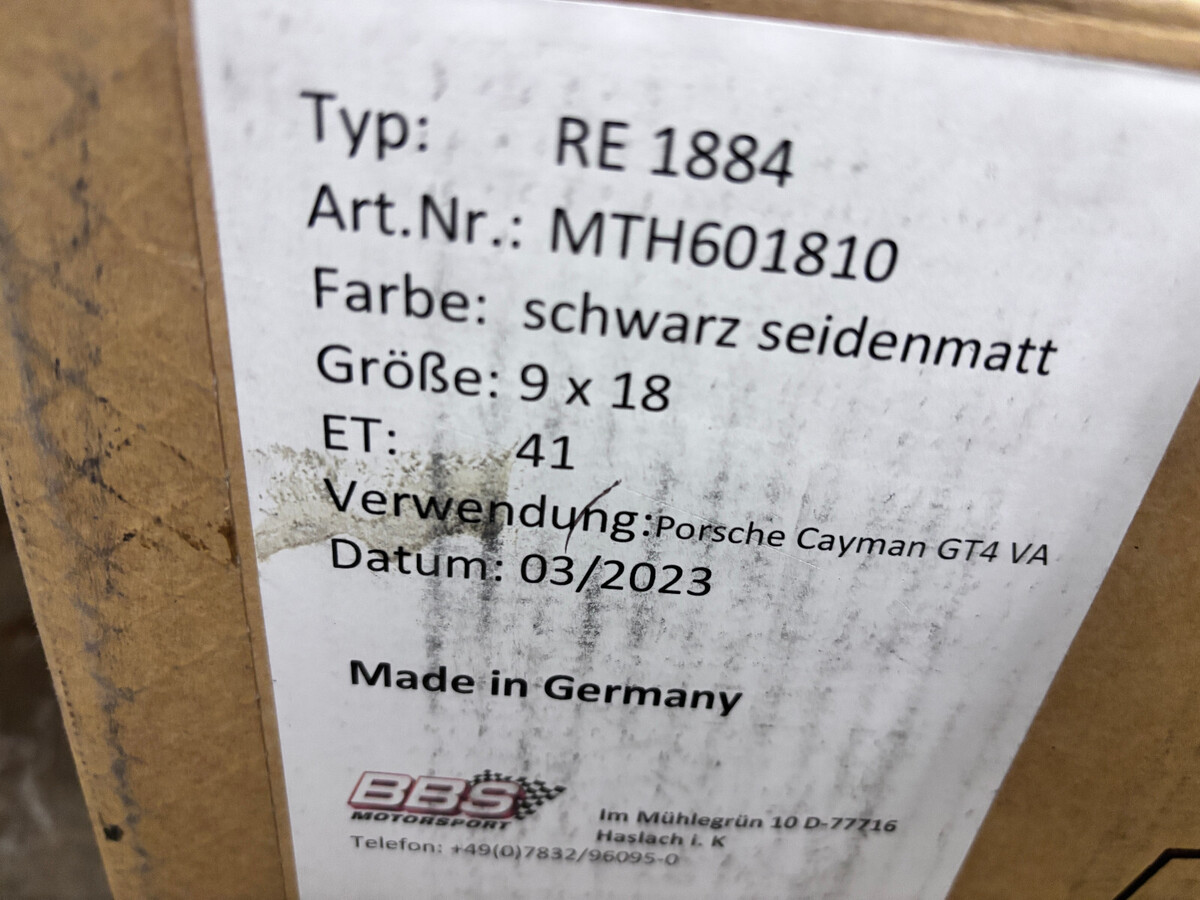 Typ: RE 1884
Art.Nr.: MTH601810
Farbe: schwarz seidenmatt
Größe: 9 x 18
ET: 41
Verwendung:Porsche Cayman GT4 VA
Datum: 03/2023
Made in Germany
BBS
MOTORSPORT
Im Mühlegrün 10 D-77716
Haslach i. K
Telefon: +49(0)7832/96095-0